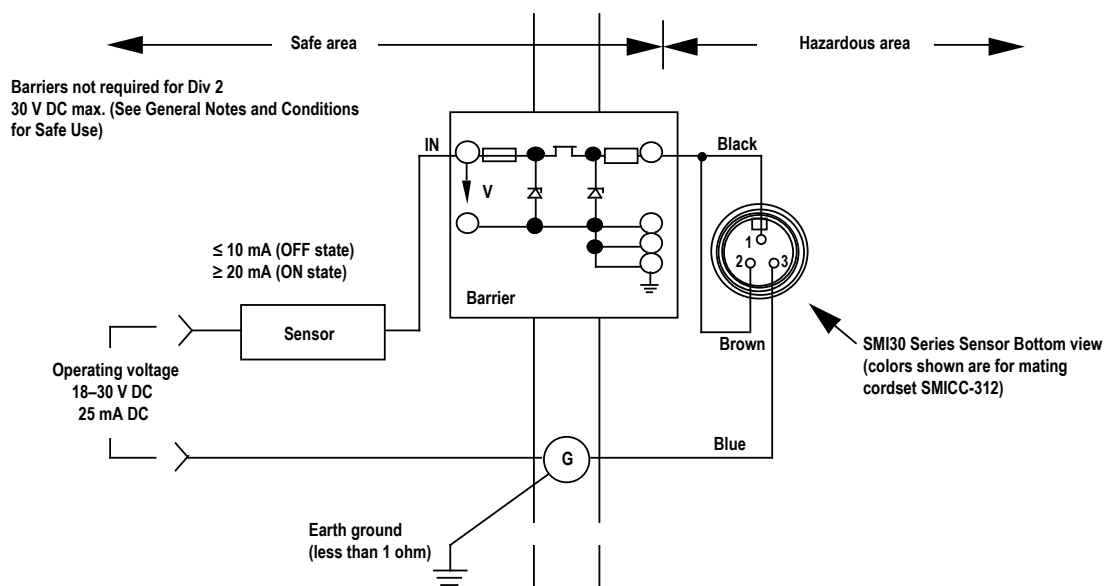 Safe area
Hazardous area
Barriers not required for Div 2
30 V DC max. (See General Notes and Conditions
for Safe Use)
IN
Black
V
1
2
3
≤ 10 mA (OFF state)
≥ 20 mA (ON state)
Barrier
Sensor
Brown
SMI30 Series Sensor Bottom view
(colors shown are for mating
cordset SMICC-312)
Operating voltage
18–30 V DC
25 mA DC
Blue
G
Earth ground
(less than 1 ohm)